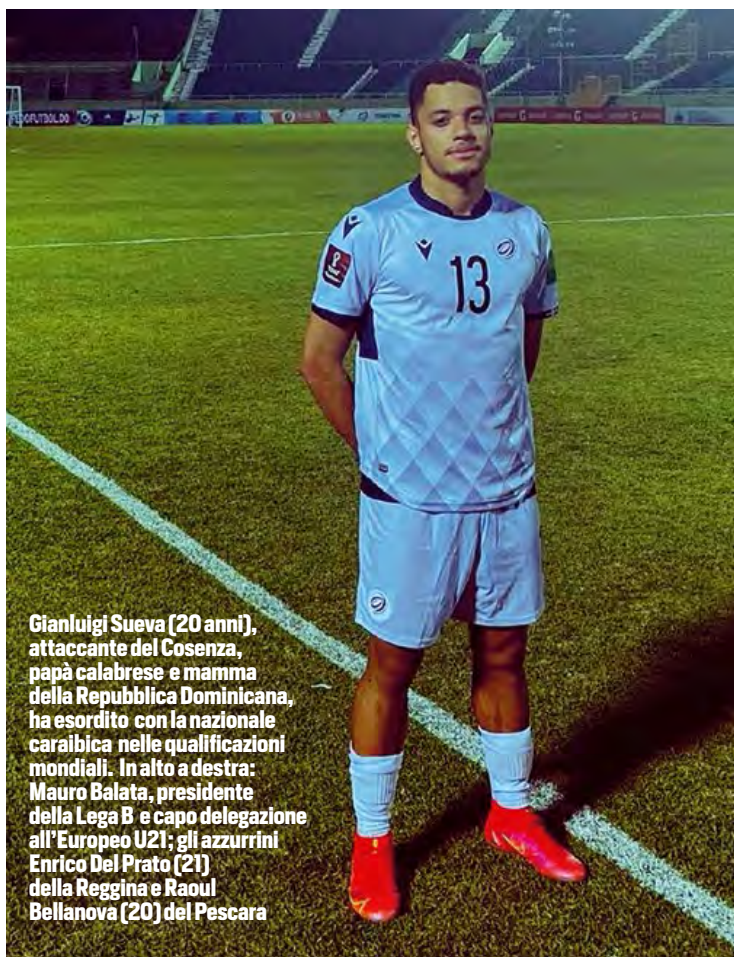 FEDOFUTBOL.DO
13
Gianluigi Sueva (20 anni),
attaccante del Cosenza,
papà calabrese e mamma
della Repubblica Dominicana,
ha esordito con la nazionale
caraibica nelle qualificazioni
mondiali. In alto a destra:
Mauro Balata, presidente
della Lega B e capo delegazione
all'Europeo U21; gli azzurrini
Enrico Del Prato (21)
della Reggina e Raoul
Bellanova (20) del Pescara